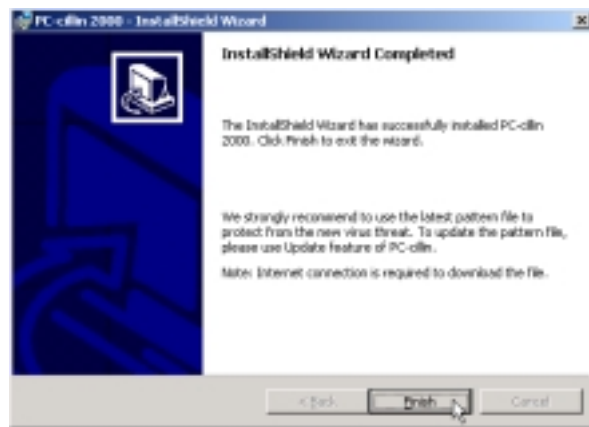 PC-cillin 2000 - InstallShield Wizard
InstallShield Wizard Completed
The InstallShield Wizard has successfully installed PC-cillin
2000. Click Finish to exit the wizard.
We strongly recommend to use the latest pattern file to
protect from the new virus threat. To update the pattern file,
please use Update feature of PC-cillin.
Note: Internet connection is required to download the file.
< Back
Finish
Cancel